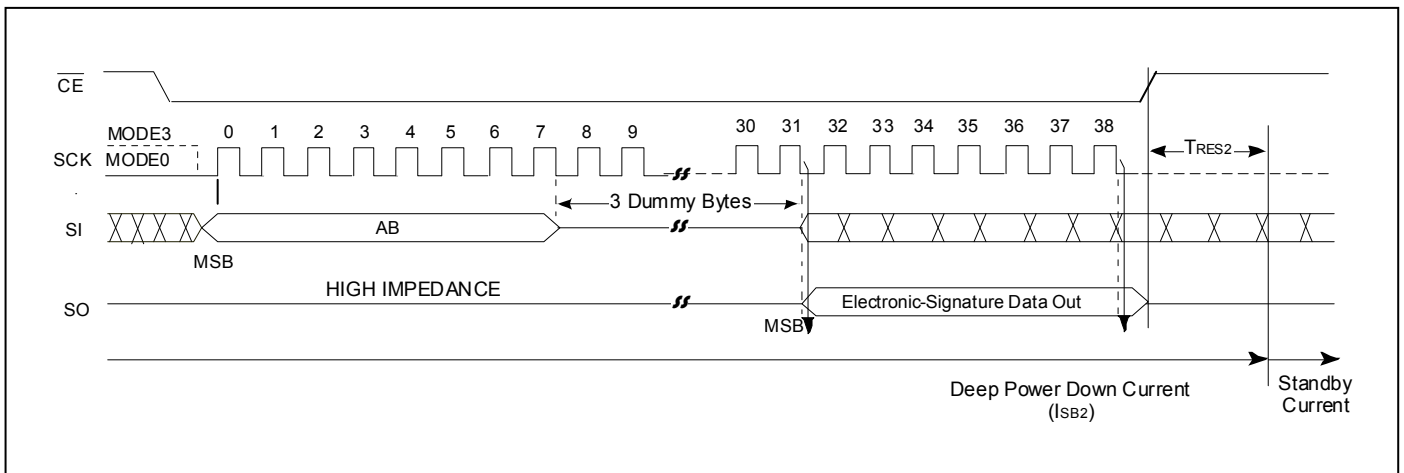 CE
MODE3
0 1 2 3 4 5 6 7 8 9 30 31 32 33 34 35 36 37 38
SCK MODE0
TRES2
3 Dummy Bytes
SI
AB
MSB
HIGH IMPEDANCE
SO
Electronic-Signature Data Out
MSB
Deep Power Down Current
(ISB2)
Standby
Current